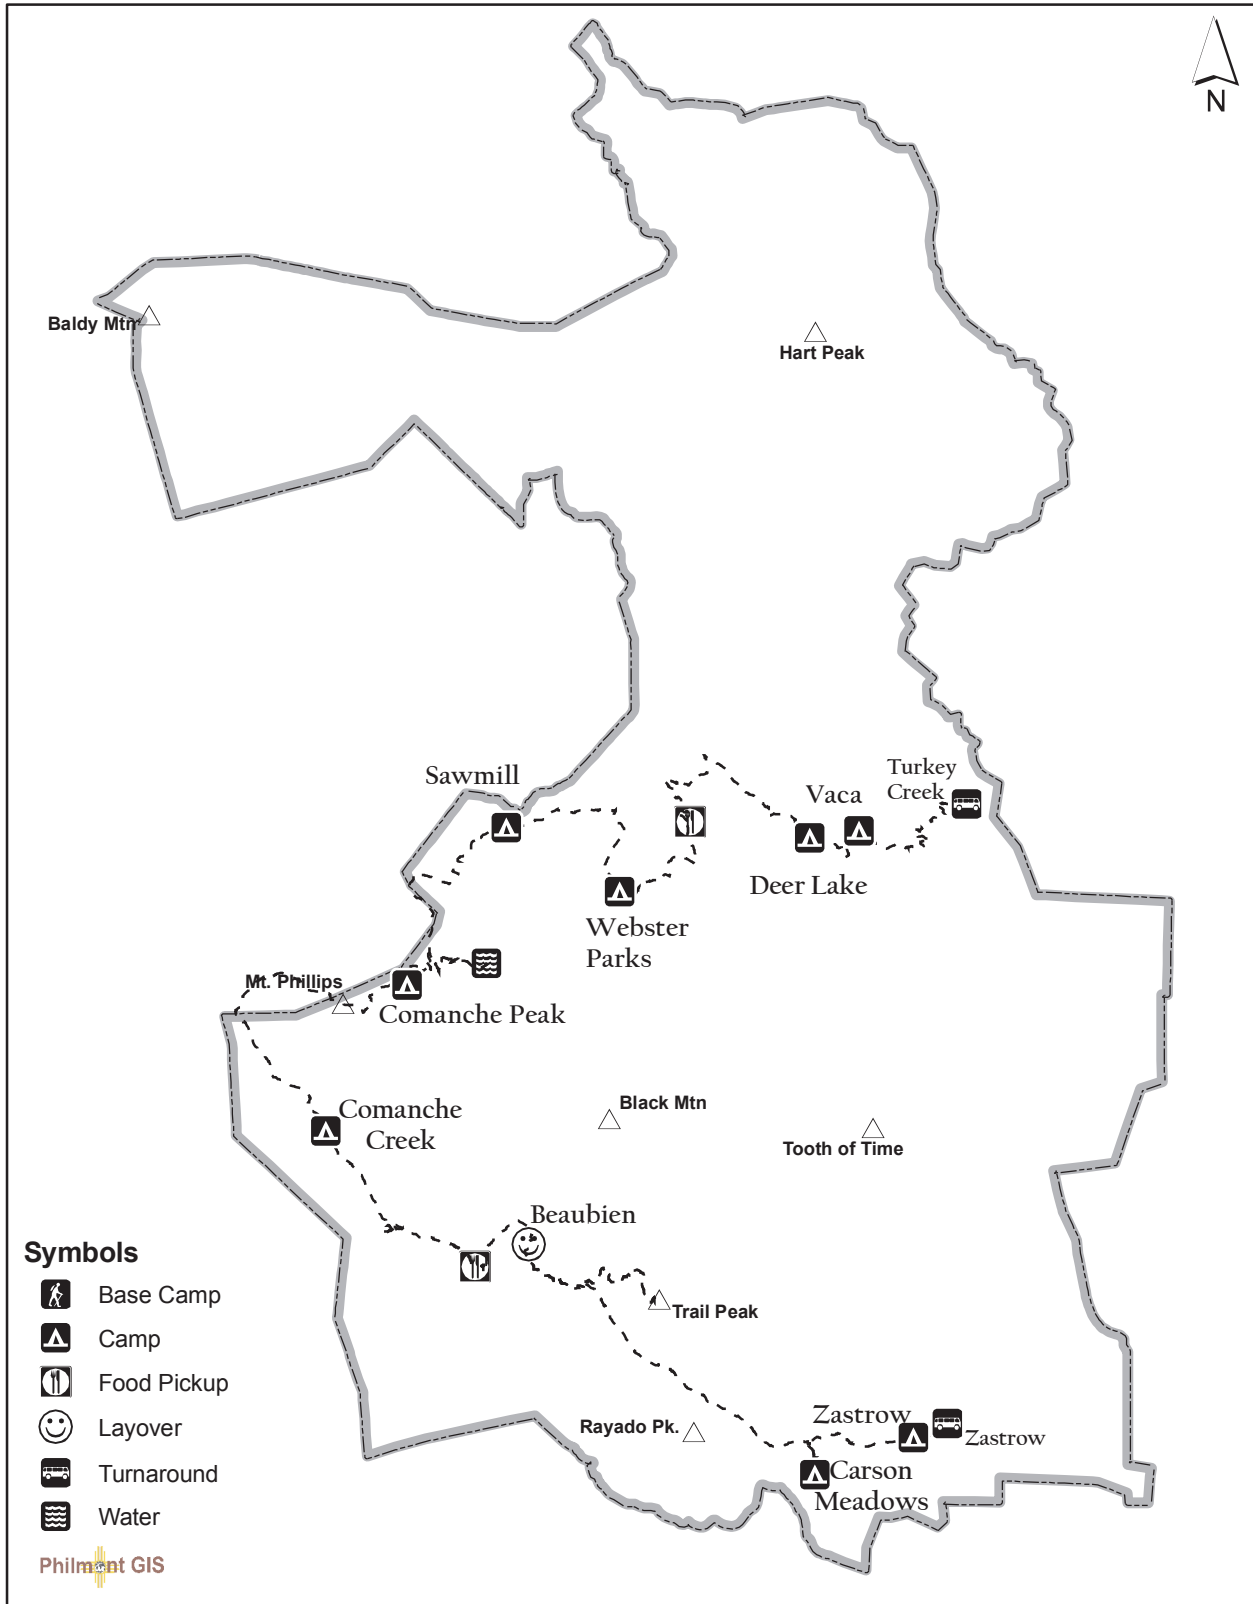 N
Baldy Mtn
Hart Peak
Sawmill
Turkey
Creek
Vaca
Deer Lake
Webster
Parks
Mt. Phillips
Comanche Peak
Comanche
Creek
Black Mtn
Tooth of Time
Beaubien
Trail Peak
Rayado Pk.
Zastrow
Zastrow
Carson
Meadows
Symbols
Base Camp
Camp
Food Pickup
Layover
Turnaround
Water
Philmont GIS